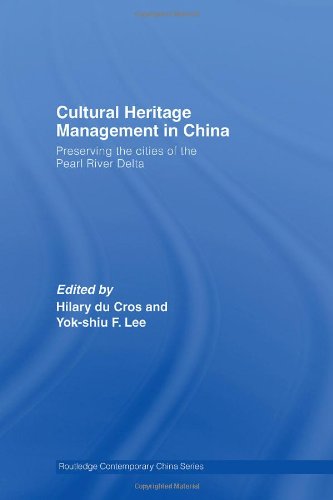 Cultural Heritage
Management in China
Preserving the cities of the
Pearl River Delta
Edited by
Hilary du Cros and
Yok-shiu F. Lee
Routledge Contemporary China Series